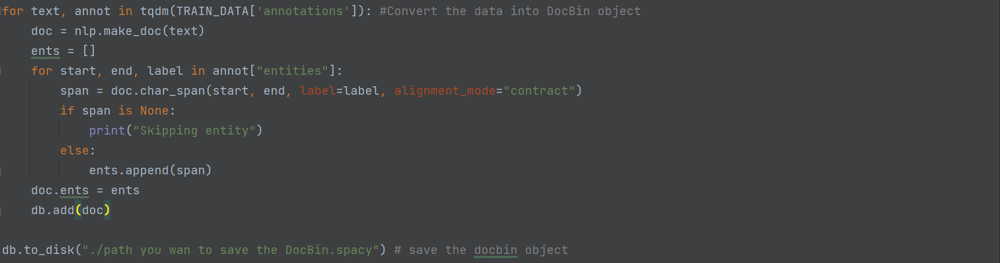 for text, annot in tqdm(TRAIN_DATA['annotations']): #Convert the data into DocBin object
    doc = nlp.make_doc(text)
    ents = []
    for start, end, label in annot["entities"]:
        span = doc.char_span(start, end, label=label, alignment_mode="contract")
        if span is None:
            print("Skipping entity")
        else:
            ents.append(span)
    doc.ents = ents
    db.add(doc)

db.to_disk("./path you wan to save the DocBin.spacy") # save the docbin object